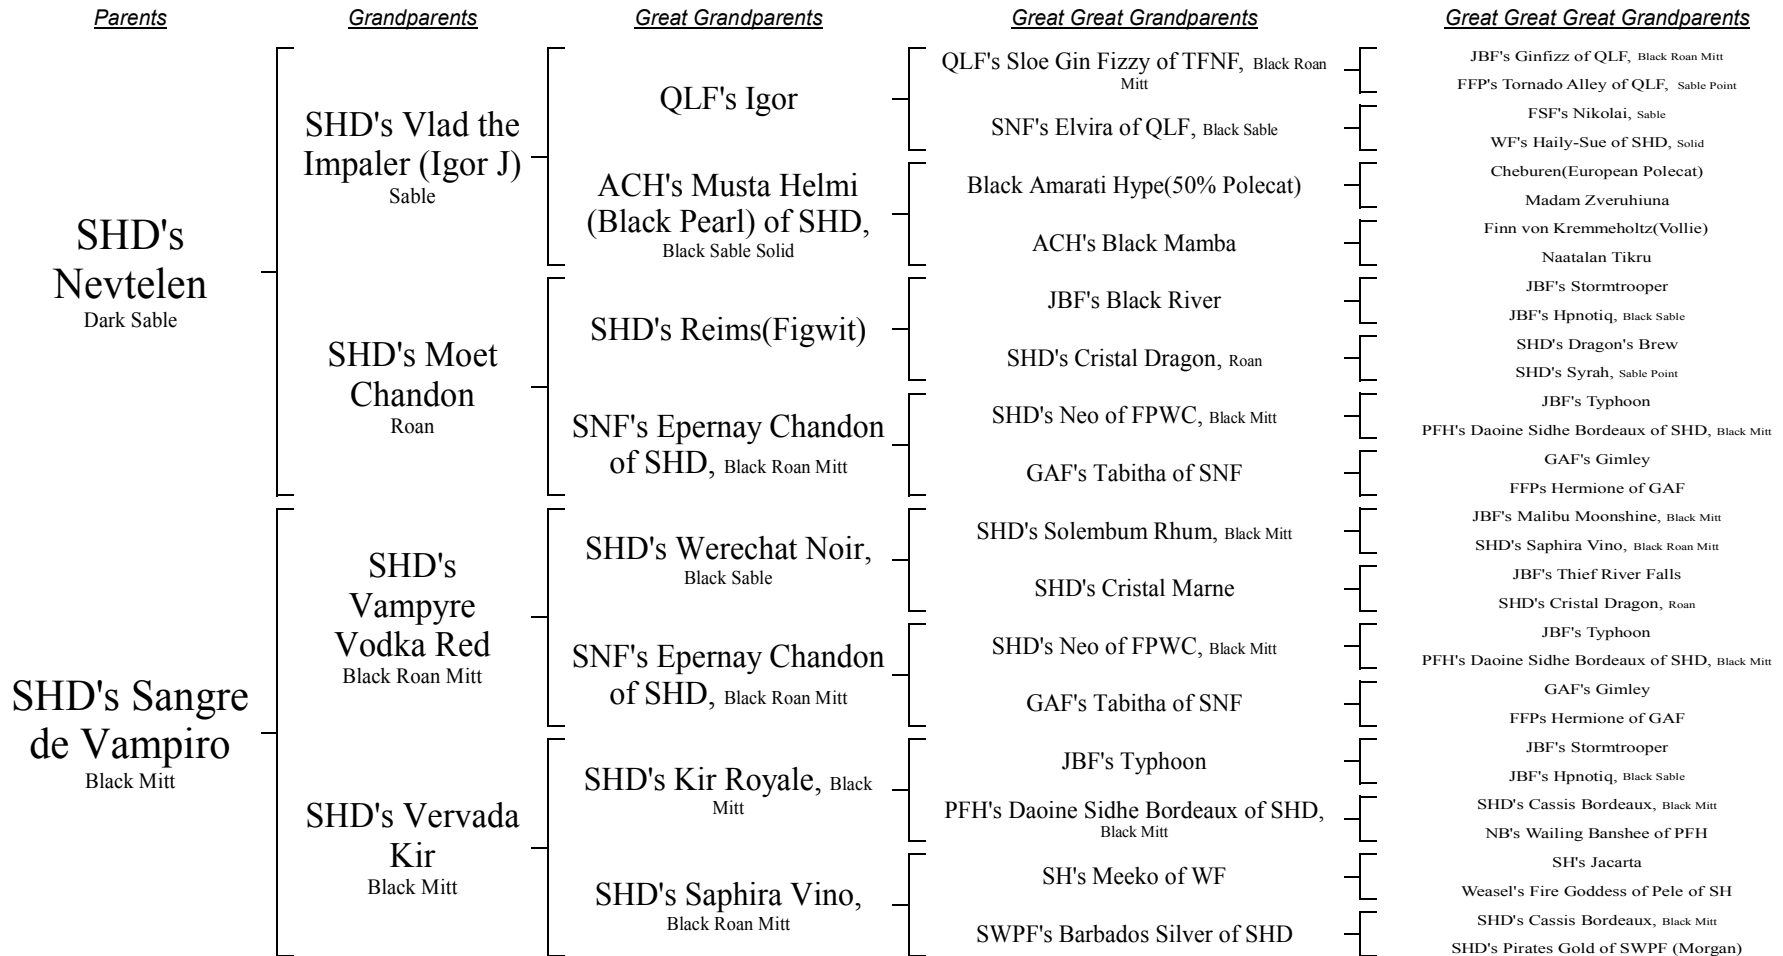 Parents
Grandparents
Great Grandparents
Great Great Grandparents
Great Great Great Grandparents
SHD's
Nevtelen
Dark Sable
SHD's Sangre
de Vampiro
Black Mitt
SHD's Vlad the
Impaler (Igor J)
Sable
SHD's Moet
Chandon
Roan
SHD's
Vampyre
Vodka Red
Black Roan Mitt
SHD's Vervada
Kir
Black Mitt
QLF's Igor
ACH's Musta Helmi
(Black Pearl) of SHD,
Black Sable Solid
SHD's Reims(Figwit)
SNF's Epernay Chandon
of SHD, Black Roan Mitt
SHD's Werechat Noir,
Black Sable
SNF's Epernay Chandon
of SHD, Black Roan Mitt
SHD's Kir Royale, Black
Mitt
SHD's Saphira Vino,
Black Roan Mitt
QLF's Sloe Gin Fizzy of TFNF, Black Roan
Mitt
SNF's Elvira of QLF, Black Sable
Black Amarati Hype(50% Polecat)
ACH's Black Mamba
JBF's Black River
SHD's Cristal Dragon, Roan
SHD's Neo of FPWC, Black Mitt
GAF's Tabitha of SNF
SHD's Solembum Rhum, Black Mitt
SHD's Cristal Marne
SHD's Neo of FPWC, Black Mitt
GAF's Tabitha of SNF
JBF's Typhoon
PFH's Daoine Sidhe Bordeaux of SHD,
Black Mitt
SH's Meeko of WF
SWPF's Barbados Silver of SHD
JBF's Ginfizz of QLF, Black Roan Mitt
FFP's Tornado Alley of QLF, Sable Point
FSF's Nikolai, Sable
WF's Haily-Sue of SHD, Solid
Cheburen(European Polecat)
Madam Zveruhiuna
Finn von Kremmeholtz(Vollie)
Naatalan Tikru
JBF's Stormtrooper
JBF's Hpnotiq, Black Sable
SHD's Dragon's Brew
SHD's Syrah, Sable Point
JBF's Typhoon
PFH's Daoine Sidhe Bordeaux of SHD, Black Mitt
GAF's Gimley
FFPs Hermione of GAF
JBF's Malibu Moonshine, Black Mitt
SHD's Saphira Vino, Black Roan Mitt
JBF's Thief River Falls
SHD's Cristal Dragon, Roan
JBF's Typhoon
PFH's Daoine Sidhe Bordeaux of SHD, Black Mitt
GAF's Gimley
FFPs Hermione of GAF
JBF's Stormtrooper
JBF's Hpnotiq, Black Sable
SHD's Cassis Bordeaux, Black Mitt
NB's Wailing Banshee of PFH
SH's Jacarta
Weasel's Fire Goddess of Pele of SH
SHD's Cassis Bordeaux, Black Mitt
SHD's Pirates Gold of SWPF (Morgan)